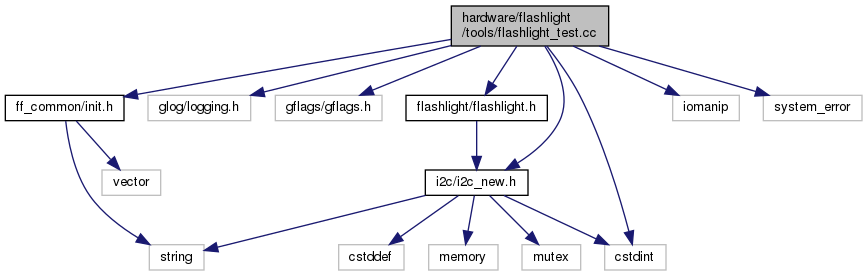 hardware/flashlight
/tools/flashlight_test.cc
ff_common/init.h
glog/logging.h
gflags/gflags.h
flashlight/flashlight.h
iomanip
system_error
vector
i2c/i2c_new.h
string
cstddef
memory
mutex
cstdint